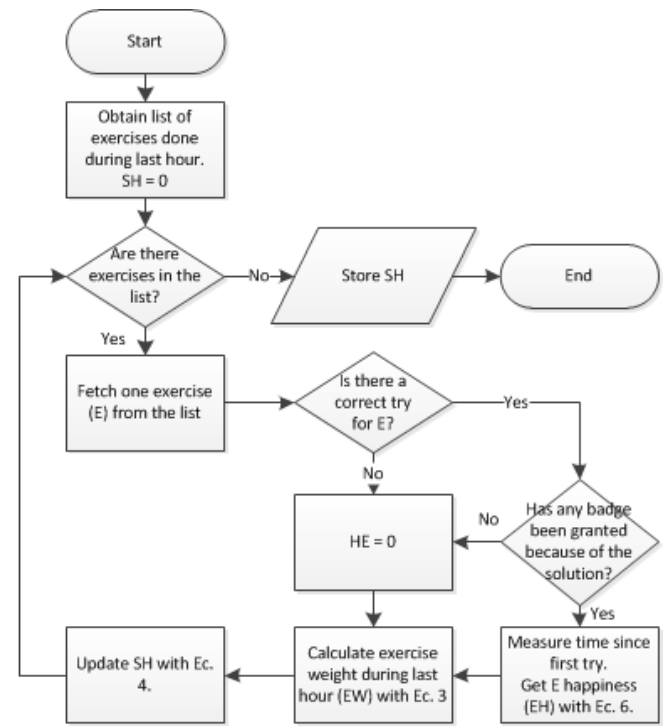 Start
Obtain list of
exercises done
during last hour.
SH = 0
Are there
exercises in the
list?
No
Store SH
End
Yes
Fetch one exercise
(E) from the list
Is there a
correct try
for E?
Yes
No
Has any badge
been granted
because of the
solution?
No
HE = 0
Yes
Measure time since
first try.
Get E happiness
(EH) with Ec. 6.
Calculate exercise
weight during last
hour (EW) with Ec. 3
Update SH with Ec.
4.